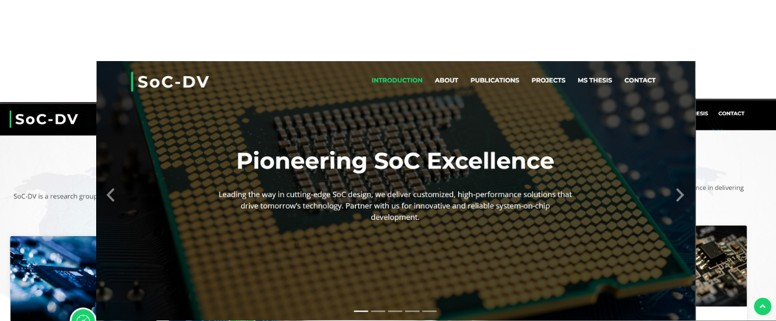 SoC-DV
INTRODUCTION ABOUT PUBLICATIONS PROJECTS MS THESIS CONTACT
Pioneering SoC Excellence
Leading the way in cutting-edge SoC design, we deliver customized, high-performance solutions that
drive tomorrow's technology. Partner with us for innovative and reliable system-on-chip
development.
SoC-DV
SoC-DV is a research group
CONTACT
in delivering